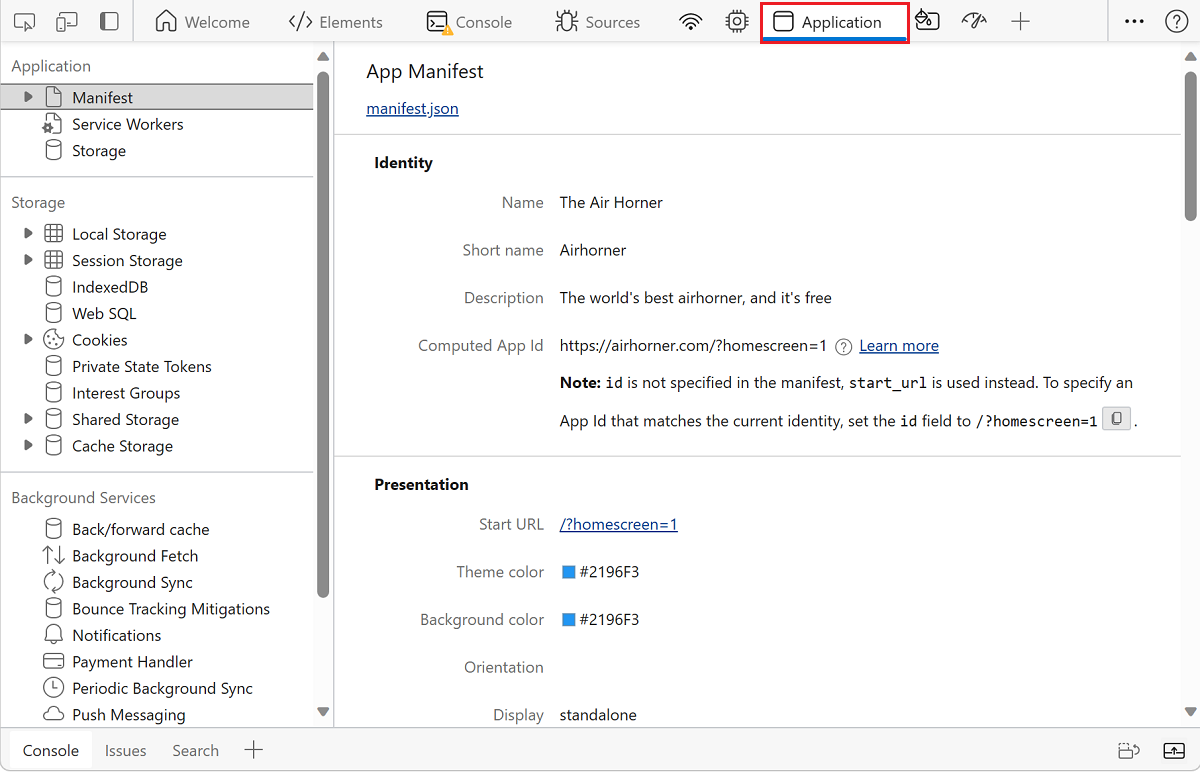 Welcome Elements Console Sources Application
Application
Manifest
Service Workers
Storage
Storage
Local Storage
Session Storage
IndexedDB
Web SQL
Cookies
Private State Tokens
Interest Groups
Shared Storage
Cache Storage
Background Services
Back/forward cache
Background Fetch
Background Sync
Bounce Tracking Mitigations
Notifications
Payment Handler
Periodic Background Sync
Push Messaging
App Manifest
manifest.json
Identity
Name The Air Horner
Short name Airhorner
Description The world's best airhorner, and it's free
Computed App Id https://airhorner.com/?homescreen=1 Learn more
Note: id is not specified in the manifest, start_url is used instead. To specify an
App Id that matches the current identity, set the id field to /?homescreen=1 .
Presentation
Start URL /?homescreen=1
Theme color #2196F3
Background color #2196F3
Orientation
Display standalone
Console Issues Search